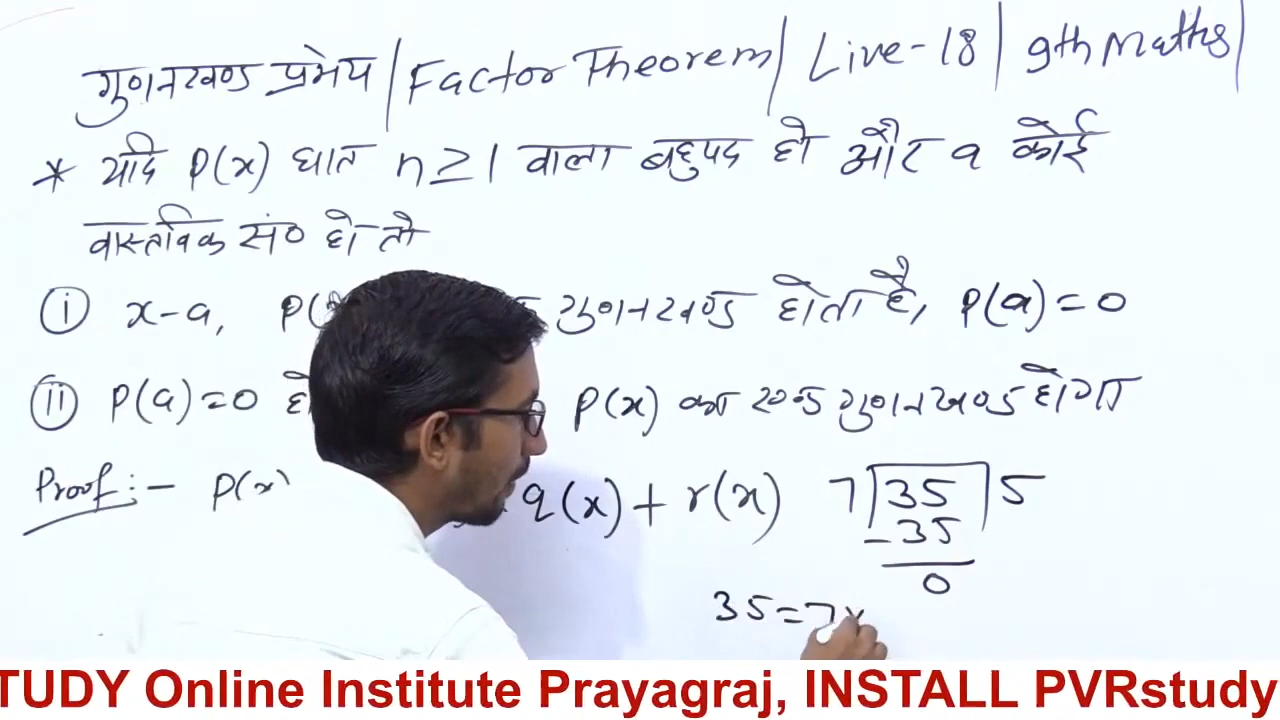 गुणनखण्ड प्रमेय | Factor Theorem | Live-18 | 9th Maths |
* यदि P(x) घात n ≥ 1 वाला बहुपद हो और a कोई
वास्तविक सं० हो तो
(i) x-a, P( गुणनखण्ड होता है, P(a) = 0
(ii) P(a) = 0 P(x) का एक गुणनखण्ड होगा
Proof :- P(x) q(x) + r(x) 7 | 35 | 5
-35
0
35 = 7 ×
TUDY Online Institute Prayagraj, INSTALL PVRstudy